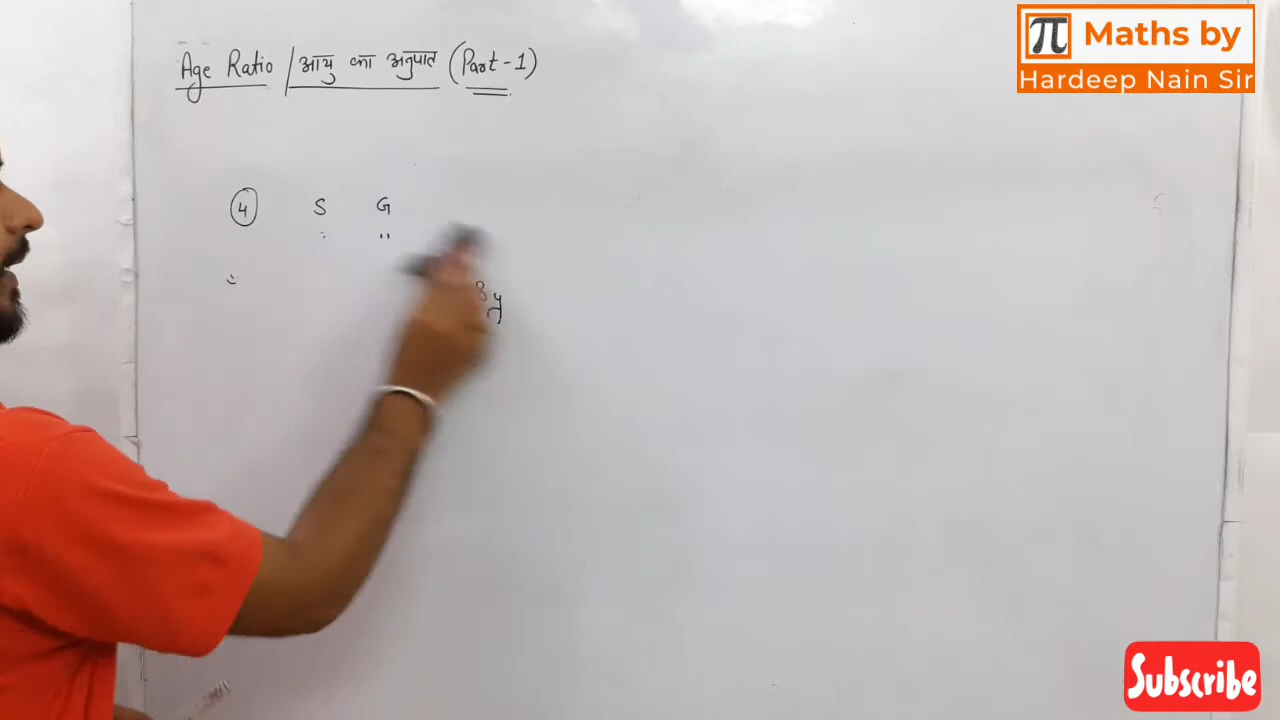 Age Ratio / आयु का अनुपात (Part-1)
π Maths by
Hardeep Nain Sir
4 S G
Subscribe